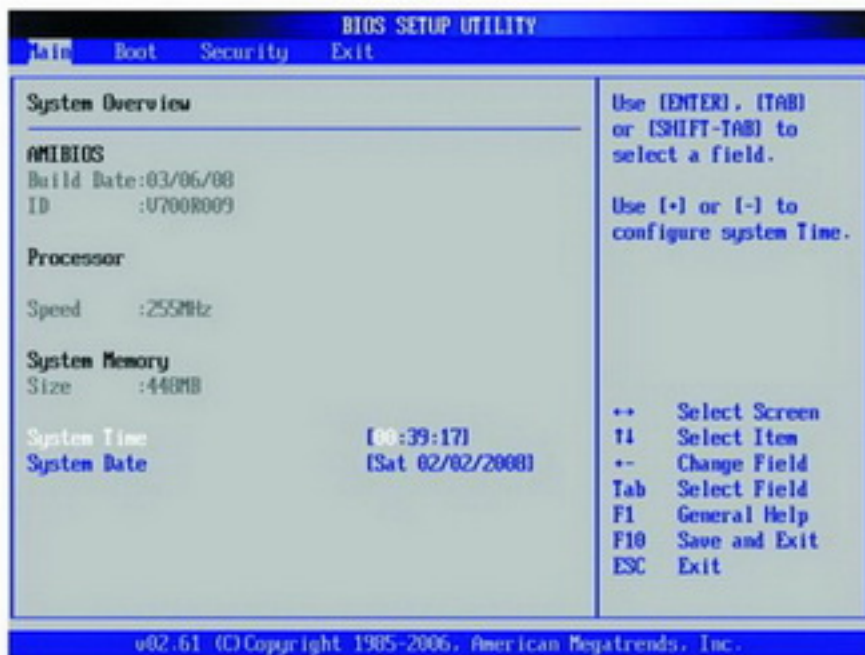 BIOS SETUP UTILITY
Main Boot Security Exit
System Overview
AMIBIOS
Build Date:03/06/08
ID :V700R009
Processor
Speed :255MHz
System Memory
Size :448MB
System Time [00:39:17]
System Date [Sat 02/02/2008]
Use [ENTER], [TAB]
or [SHIFT-TAB] to
select a field.
Use [+] or [-] to
configure system Time.
↔ Select Screen
↑↓ Select Item
+- Change Field
Tab Select Field
F1 General Help
F10 Save and Exit
ESC Exit
v02.61 (C)Copyright 1985-2006, American Megatrends, Inc.